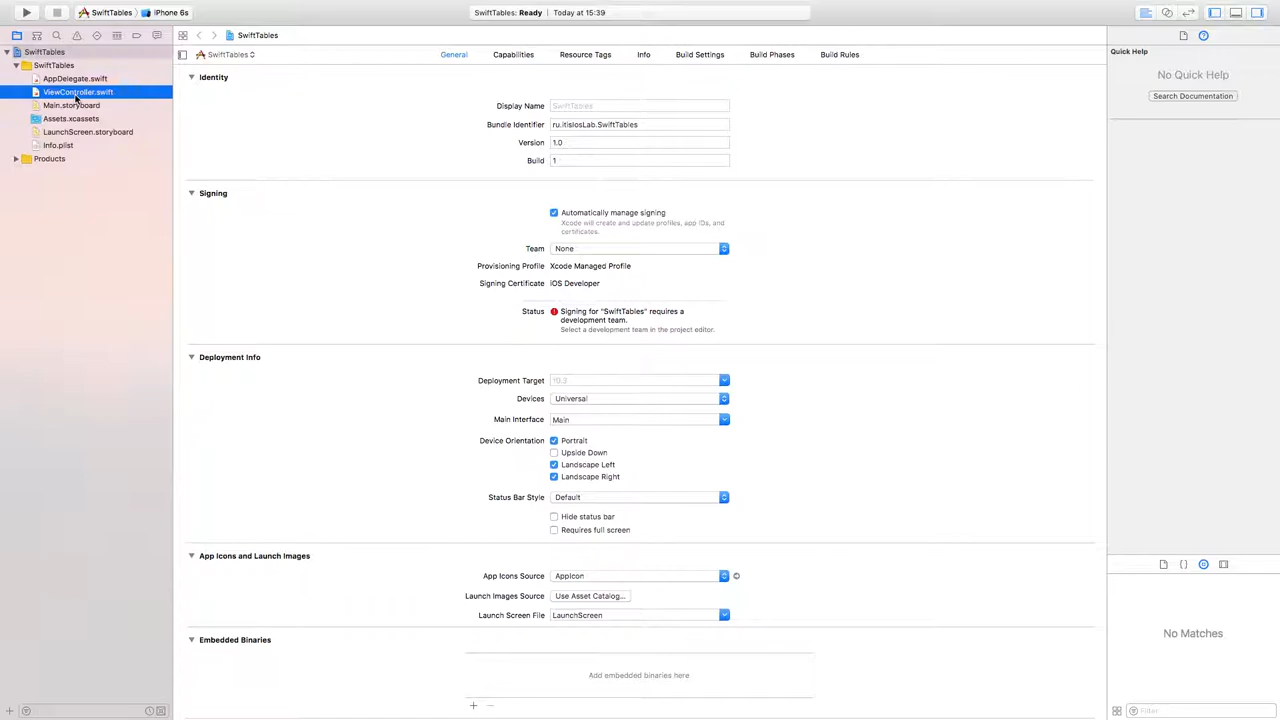 SwiftTables
iPhone 6s
SwiftTables: Ready
Today at 15:39
SwiftTables
SwiftTables
SwiftTables
AppDelegate.swift
ViewController.swift
Main.storyboard
Assets.xcassets
LaunchScreen.storyboard
Info.plist
Products
SwiftTables
General
Capabilities
Resource Tags
Info
Build Settings
Build Phases
Build Rules
Identity
Display Name SwiftTables
Bundle Identifier ru.itisIosLab.SwiftTables
Version 1.0
Build 1
Signing
Automatically manage signing
Xcode will create and update profiles, app IDs, and
certificates.
Team None
Provisioning Profile Xcode Managed Profile
Signing Certificate iOS Developer
Status Signing for "SwiftTables" requires a
development team.
Select a development team in the project editor.
Deployment Info
Deployment Target 10.3
Devices Universal
Main Interface Main
Device Orientation Portrait
Upside Down
Landscape Left
Landscape Right
Status Bar Style Default
Hide status bar
Requires full screen
App Icons and Launch Images
App Icons Source AppIcon
Launch Images Source Use Asset Catalog...
Launch Screen File LaunchScreen
Embedded Binaries
Add embedded binaries here
Quick Help
No Quick Help
Search Documentation
No Matches
Filter